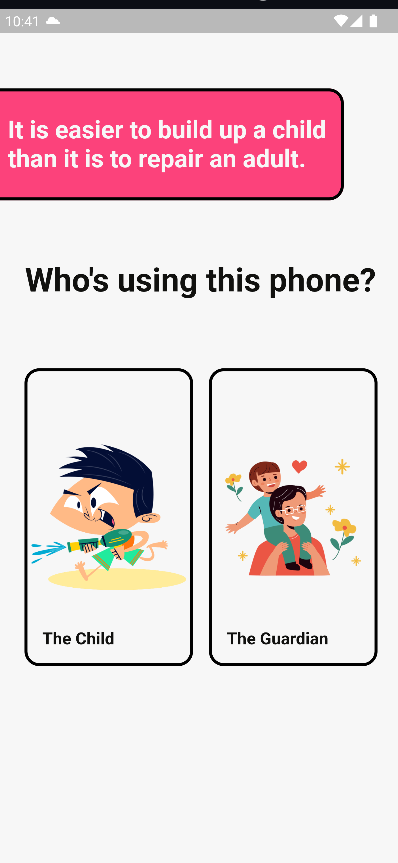 10:41
It is easier to build up a child
than it is to repair an adult.
Who's using this phone?
The Child
The Guardian